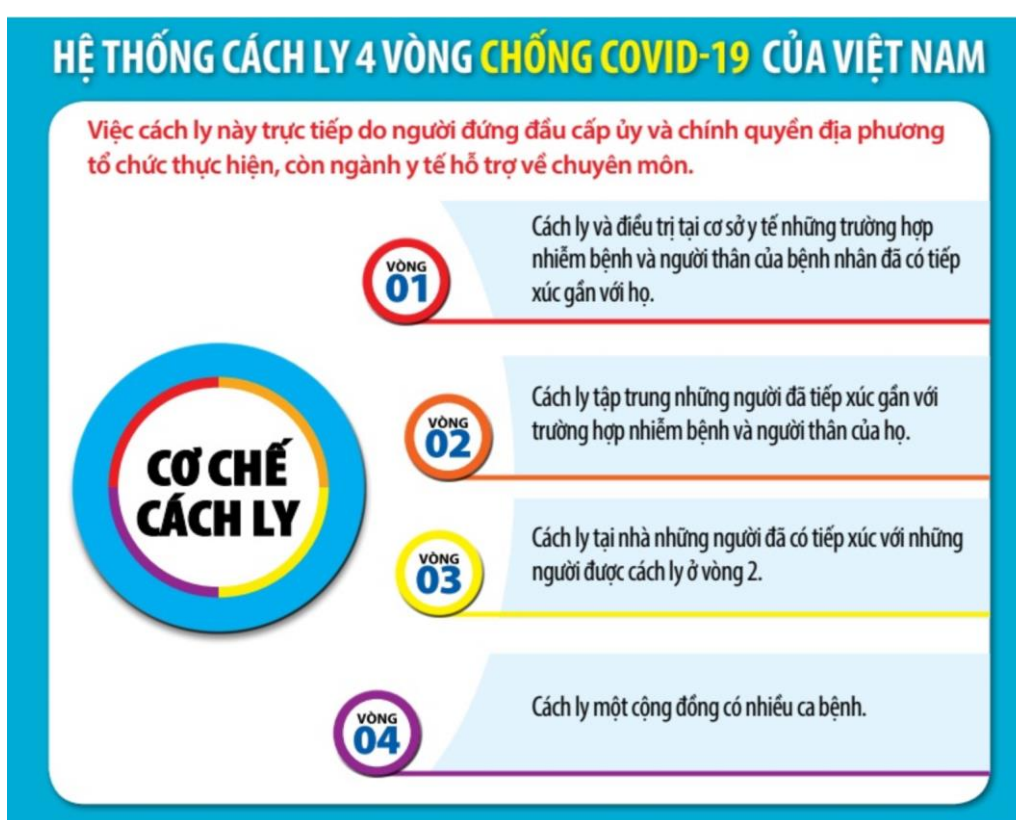 HỆ THỐNG CÁCH LY 4 VÒNG CHỐNG COVID-19 CỦA VIỆT NAM
Việc cách ly này trực tiếp do người đứng đầu cấp ủy và chính quyền địa phương
tổ chức thực hiện, còn ngành y tế hỗ trợ về chuyên môn.
CƠ CHẾ
CÁCH LY
VÒNG
01
Cách ly và điều trị tại cơ sở y tế những trường hợp
nhiễm bệnh và người thân của bệnh nhân đã có tiếp
xúc gần với họ.
VÒNG
02
Cách ly tập trung những người đã tiếp xúc gần với
trường hợp nhiễm bệnh và người thân của họ.
VÒNG
03
Cách ly tại nhà những người đã có tiếp xúc với những
người được cách ly ở vòng 2.
VÒNG
04
Cách ly một cộng đồng có nhiều ca bệnh.